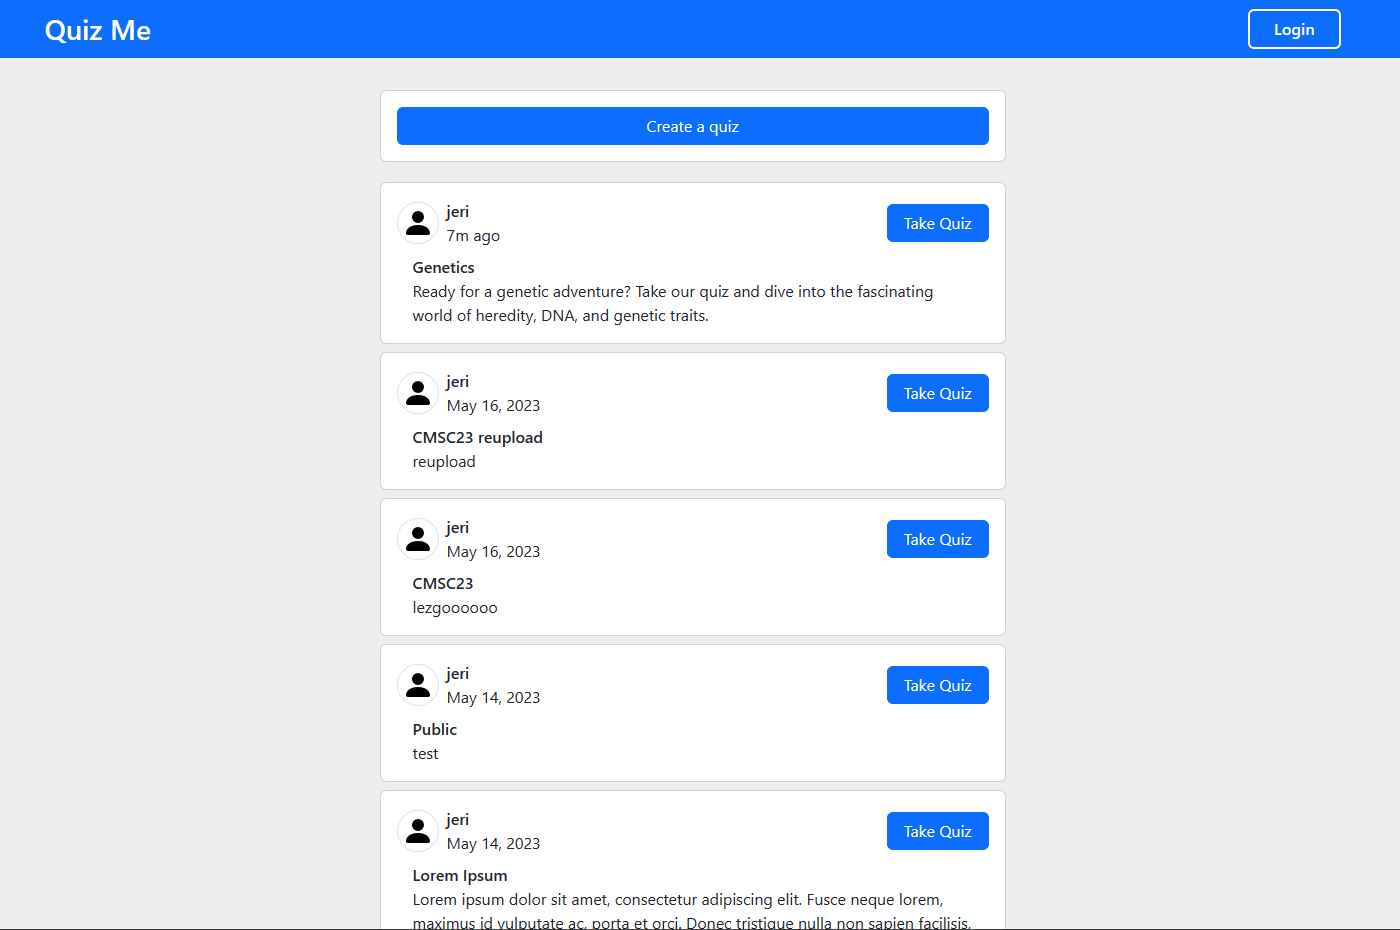 Quiz Me
Login
Create a quiz
jeri
7m ago
Take Quiz
Genetics
Ready for a genetic adventure? Take our quiz and dive into the fascinating
world of heredity, DNA, and genetic traits.
jeri
May 16, 2023
Take Quiz
CMSC23 reupload
reupload
jeri
May 16, 2023
Take Quiz
CMSC23
lezgoooooo
jeri
May 14, 2023
Take Quiz
Public
test
jeri
May 14, 2023
Take Quiz
Lorem Ipsum
Lorem ipsum dolor sit amet, consectetur adipiscing elit. Fusce neque lorem,
maximus id vulputate ac, porta et orci. Donec tristique nulla non sapien facilisis,